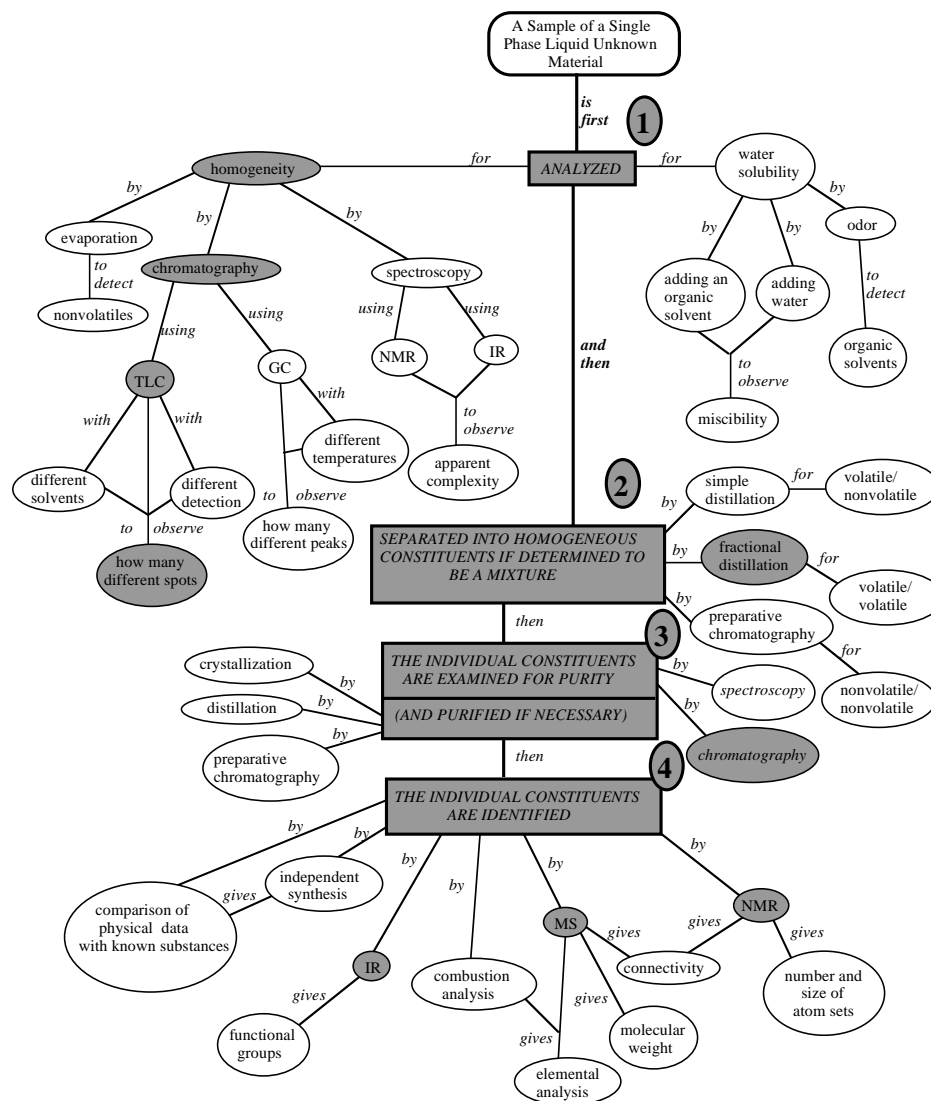 A Sample of a Single
Phase Liquid Unknown
Material
is
first
1
homogeneity
for
ANALYZED
for
water
solubility
by
by
by
by
by
by
evaporation
odor
to
detect
chromatography
spectroscopy
adding an
organic
solvent
adding
water
to
detect
nonvolatiles
using
using
using
using
NMR
IR
and
then
organic
solvents
TLC
GC
to
observe
with
with
with
to
observe
miscibility
different
solvents
different
detection
different
temperatures
apparent
complexity
2
by
simple
distillation
for
volatile/
nonvolatile
to observe
to observe
how many
different peaks
how many
different spots
SEPARATED INTO HOMOGENEOUS
CONSTITUENTS IF DETERMINED TO
BE A MIXTURE
by
fractional
distillation
for
volatile/
volatile
by
preparative
chromatography
for
nonvolatile/
nonvolatile
then
3
crystallization
by
THE INDIVIDUAL CONSTITUENTS
ARE EXAMINED FOR PURITY
by
spectroscopy
distillation
by
(AND PURIFIED IF NECESSARY)
by
chromatography
preparative
chromatography
by
then
4
THE INDIVIDUAL CONSTITUENTS
ARE IDENTIFIED
by
by
by
by
by
by
comparison of
physical data
with known substances
gives
independent
synthesis
IR
combustion
analysis
MS
gives
connectivity
gives
NMR
gives
number and
size of
atom sets
gives
functional
groups
gives
gives
molecular
weight
elemental
analysis